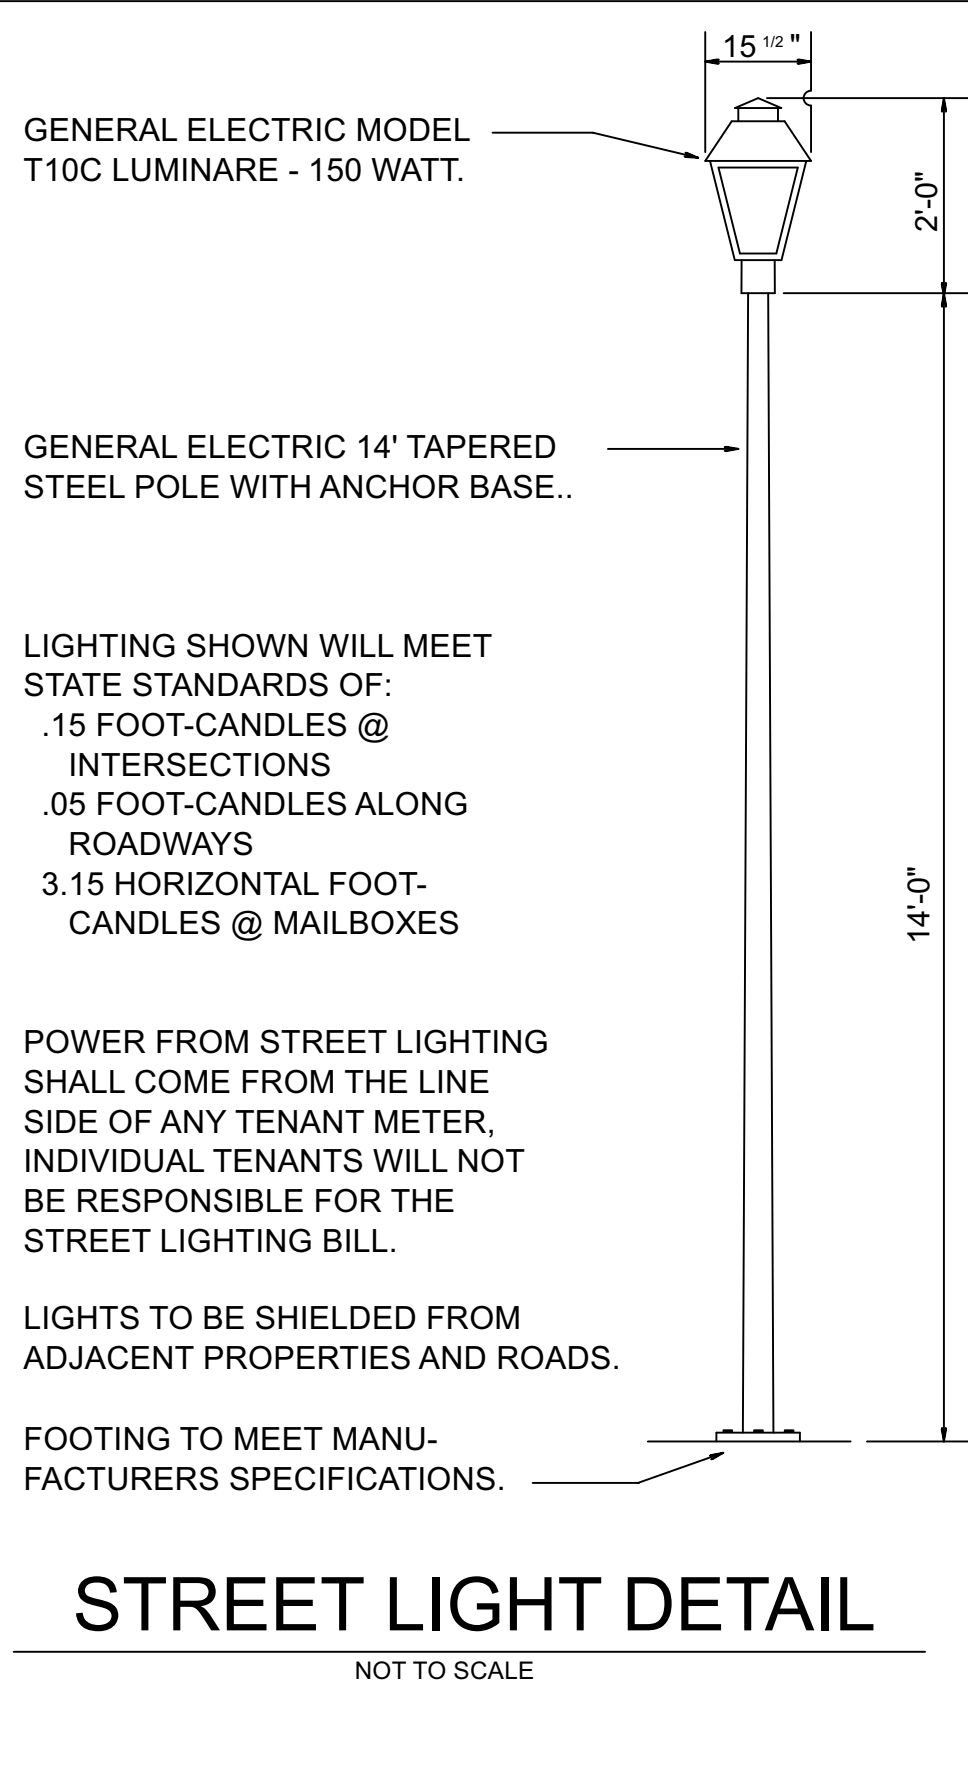 15 1/2 "
GENERAL ELECTRIC MODEL
T10C LUMINARE - 150 WATT.
2'-0"
GENERAL ELECTRIC 14' TAPERED
STEEL POLE WITH ANCHOR BASE..
LIGHTING SHOWN WILL MEET
STATE STANDARDS OF:
.15 FOOT-CANDLES @
INTERSECTIONS
.05 FOOT-CANDLES ALONG
ROADWAYS
3.15 HORIZONTAL FOOT-
CANDLES @ MAILBOXES
14'-0"
POWER FROM STREET LIGHTING
SHALL COME FROM THE LINE
SIDE OF ANY TENANT METER,
INDIVIDUAL TENANTS WILL NOT
BE RESPONSIBLE FOR THE
STREET LIGHTING BILL.
LIGHTS TO BE SHIELDED FROM
ADJACENT PROPERTIES AND ROADS.
FOOTING TO MEET MANU-
FACTURERS SPECIFICATIONS.
STREET LIGHT DETAIL
NOT TO SCALE